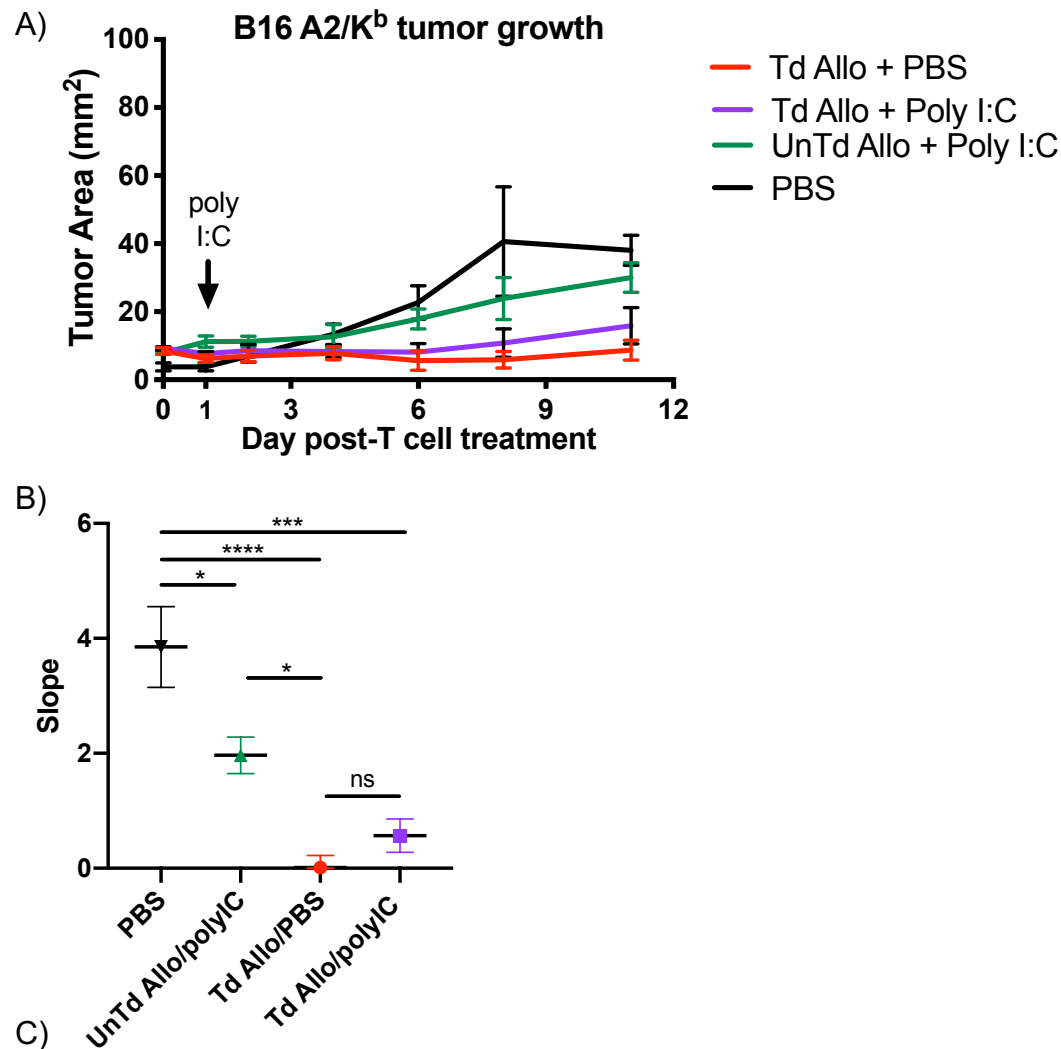 A)
B16 A2/Kᵇ tumor growth
Tumor Area (mm²)
100
80
60
40
20
0
poly
I:C
0
1
3
6
9
12
Day post-T cell treatment
Td Allo + PBS
Td Allo + Poly I:C
UnTd Allo + Poly I:C
PBS
B)
Slope
6
4
2
0
***
****
*
*
ns
PBS
UnTd Allo/polyIC
Td Allo/PBS
Td Allo/polyIC
C)